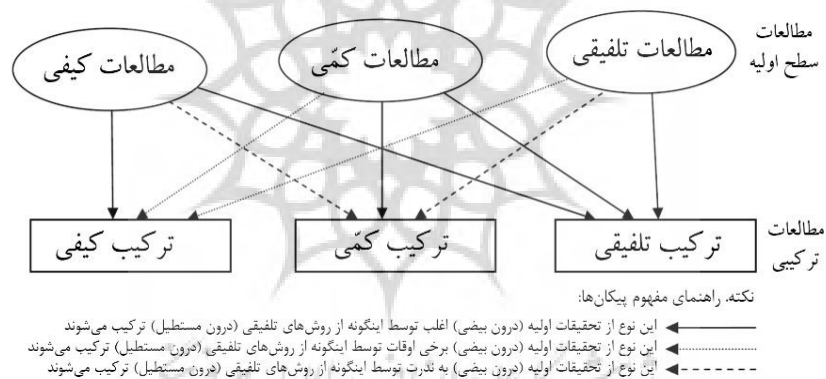 مطالعات
سطح اولیه
مطالعات تلفیقی
مطالعات کمّی
مطالعات کیفی
مطالعات
ترکیبی
ترکیب تلفیقی
ترکیب کمّی
ترکیب کیفی
نکته. راهنمای مفهوم پیکان‌ها:
این نوع از تحقیقات اولیه (درون بیضی) اغلب توسط اینگونه از روش‌های تلفیقی (درون مستطیل) ترکیب می‌شوند
این نوع از تحقیقات اولیه (درون بیضی) برخی اوقات توسط اینگونه از روش‌های تلفیقی (درون مستطیل) ترکیب می‌شوند
این نوع از تحقیقات اولیه (درون بیضی) به ندرت توسط اینگونه از روش‌های تلفیقی (درون مستطیل) ترکیب می‌شوند